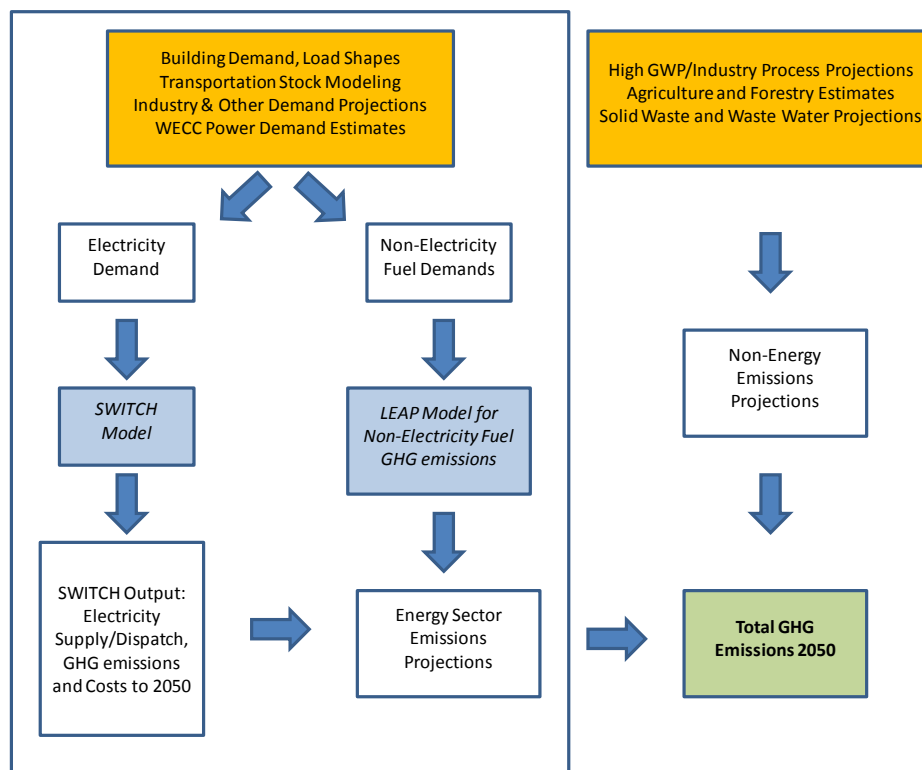 Building Demand, Load Shapes
Transportation Stock Modeling
Industry & Other Demand Projections
WECC Power Demand Estimates
High GWP/Industry Process Projections
Agriculture and Forestry Estimates
Solid Waste and Waste Water Projections
Electricity
Demand
Non-Electricity
Fuel Demands
SWITCH
Model
LEAP Model for
Non-Electricity Fuel
GHG emissions
Non-Energy
Emissions
Projections
SWITCH Output:
Electricity
Supply/Dispatch,
GHG emissions
and Costs to 2050
Energy Sector
Emissions
Projections
Total GHG
Emissions 2050